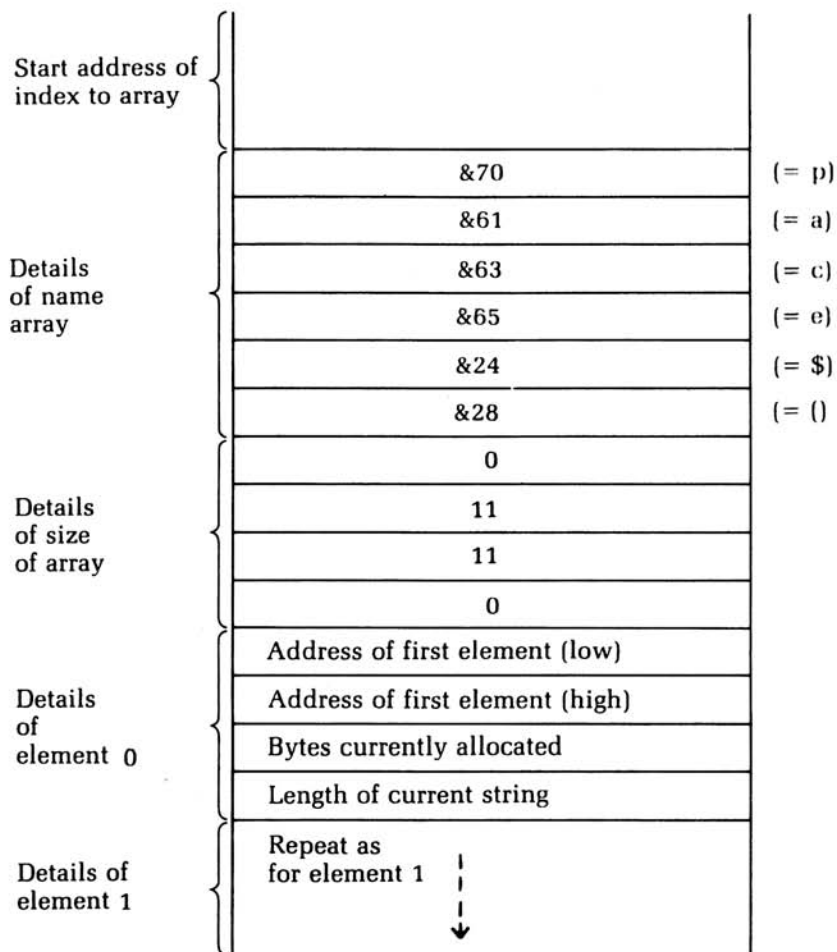 Start address of
index to array
&70 (= p)
&61 (= a)
Details
of name
array
&63 (= c)
&65 (= e)
&24 (= $)
&28 (= ()
0
Details
of size
of array
11
11
0
Details
of
element 0
Address of first element (low)
Address of first element (high)
Bytes currently allocated
Length of current string
Details of
element 1
Repeat as
for element 1